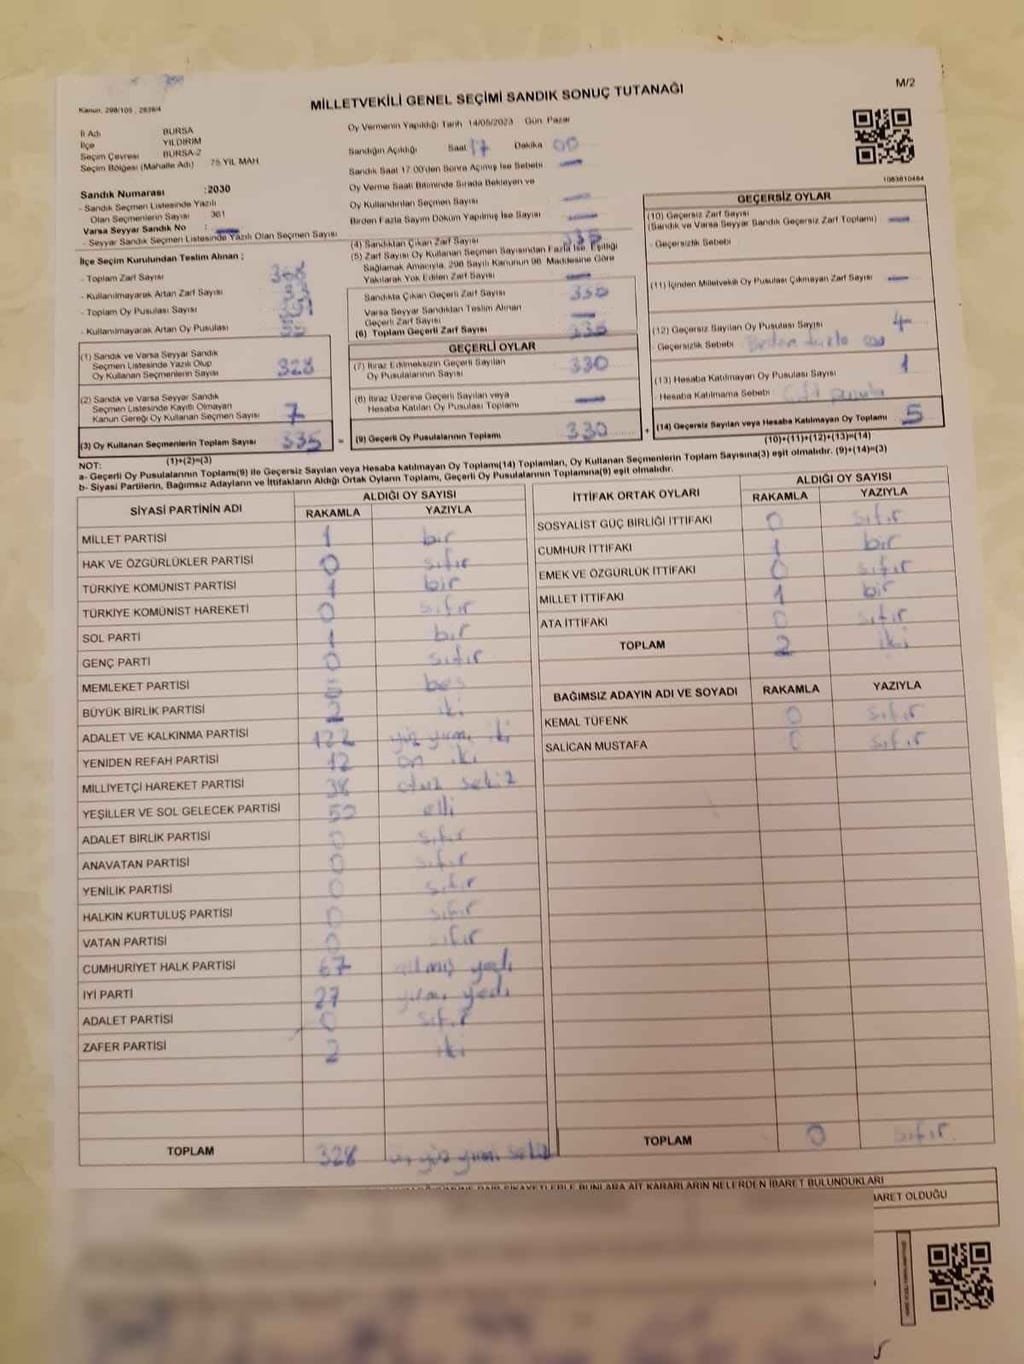 M/2
Kanun. 298/105 , 2839/4
MİLLETVEKİLİ GENEL SEÇİMİ SANDIK SONUÇ TUTANAĞI
İl Adı BURSA
İlçe YILDIRIM
Seçim Çevresi BURSA-2
Seçim Bölgesi (Mahalle Adı) 75 YIL MAH.
Sandık Numarası :2030
- Sandık Seçmen Listesinde Yazılı
Olan Seçmenlerin Sayısı 361
Varsa Seyyar Sandık No :
- Seyyar Sandık Seçmen Listesinde Yazılı Olan Seçmen Sayısı
Oy Vermenin Yapıldığı Tarih 14/05/2023 Gün Pazar
Sandığın Açıldığı Saat 17 Dakika 00
Sandık Saat 17:00'den Sonra Açılmış İse Sebebi
Oy Verme Saati Bitiminde Sırada Bekleyen ve
Oy Kullandırılan Seçmen Sayısı
Birden Fazla Sayım Döküm Yapılmış İse Sayısı
1083810464
İlçe Seçim Kurulundan Teslim Alınan ;
- Toplam Zarf Sayısı
- Kullanılmayarak Artan Zarf Sayısı
- Toplam Oy Pusulası Sayısı
- Kullanılmayarak Artan Oy Pusulası
(1) Sandık ve Varsa Seyyar Sandık
Seçmen Listesinde Yazılı Olup
Oy Kullanan Seçmenlerin Sayısı 328
(2) Sandık ve Varsa Seyyar Sandık
Seçmen Listesinde Kayıtlı Olmayan
Kanun Gereği Oy Kullanan Seçmen Sayısı 7
(3) Oy Kullanan Seçmenlerin Toplam Sayısı 335
(1)+(2)=(3)
(4) Sandıktan Çıkan Zarf Sayısı 335
(5) Zarf Sayısı Oy Kullanan Seçmen Sayısından Fazla İse, Eşitliği
Sağlamak Amacıyla, 298 Sayılı Kanunun 98. Maddesine Göre
Yakılarak Yok Edilen Zarf Sayısı
Sandıkta Çıkan Geçerli Zarf Sayısı
Varsa Seyyar Sandıktan Teslim Alınan
Geçerli Zarf Sayısı
(6) Toplam Geçerli Zarf Sayısı 335
GEÇERLİ OYLAR
(7) İtiraz Edilmeksizin Geçerli Sayılan
Oy Pusulalarının Sayısı 330
(8) İtiraz Üzerine Geçerli Sayılan veya
Hesaba Katılan Oy Pusulası Toplamı
= (9) Geçerli Oy Pusulalarının Toplamı 330 +
GEÇERSİZ OYLAR
(10) Geçersiz Zarf Sayısı
(Sandık ve Varsa Seyyar Sandık Geçersiz Zarf Toplamı)
- Geçersizlik Sebebi
(11) İçinden Milletvekili Oy Pusulası Çıkmayan Zarf Sayısı
(12) Geçersiz Sayılan Oy Pusulası Sayısı 4
- Geçersizlik Sebebi Birden fazla oy
(13) Hesaba Katılmayan Oy Pusulası Sayısı 1
- Hesaba Katılmama Sebebi Çift pusula
(14) Geçersiz Sayılan veya Hesaba Katılmayan Oy Toplamı 5
(10)+(11)+(12)+(13)=(14)
NOT:
a- Geçerli Oy Pusulalarının Toplamı(9) ile Geçersiz Sayılan veya Hesaba katılmayan Oy Toplamı(14) Toplamları, Oy Kullanan Seçmenlerin Toplam Sayısına(3) eşit olmalıdır. (9)+(14)=(3)
b- Siyasi Partilerin, Bağımsız Adayların ve İttifakların Aldığı Ortak Oyların Toplamı, Geçerli Oy Pusulalarının Toplamına(9) eşit olmalıdır.
SİYASİ PARTİNİN ADI
ALDIĞI OY SAYISI
RAKAMLA YAZIYLA
MİLLET PARTİSİ 1 bir
HAK VE ÖZGÜRLÜKLER PARTİSİ 0 sıfır
TÜRKİYE KOMÜNİST PARTİSİ 1 bir
TÜRKİYE KOMÜNİST HAREKETİ 0 sıfır
SOL PARTİ 1 bir
GENÇ PARTİ 0 sıfır
MEMLEKET PARTİSİ 5 beş
BÜYÜK BİRLİK PARTİSİ 2 iki
ADALET VE KALKINMA PARTİSİ 122 yüz yirmi iki
YENİDEN REFAH PARTİSİ 12 on iki
MİLLİYETÇİ HAREKET PARTİSİ 38 otuz sekiz
YEŞİLLER VE SOL GELECEK PARTİSİ 50 elli
ADALET BİRLİK PARTİSİ 0 sıfır
ANAVATAN PARTİSİ 0 sıfır
YENİLİK PARTİSİ 0 sıfır
HALKIN KURTULUŞ PARTİSİ 0 sıfır
VATAN PARTİSİ 0 sıfır
CUMHURİYET HALK PARTİSİ 67 altmış yedi
İYİ PARTİ 27 yirmi yedi
ADALET PARTİSİ 0 sıfır
ZAFER PARTİSİ 2 iki
TOPLAM 328 üç yüz yirmi sekiz
İTTİFAK ORTAK OYLARI
ALDIĞI OY SAYISI
RAKAMLA YAZIYLA
SOSYALİST GÜÇ BİRLİĞİ İTTİFAKI 0 sıfır
CUMHUR İTTİFAKI 1 bir
EMEK VE ÖZGÜRLÜK İTTİFAKI 0 sıfır
MİLLET İTTİFAKI 1 bir
ATA İTTİFAKI 0 sıfır
TOPLAM 2 iki
BAĞIMSIZ ADAYIN ADI VE SOYADI RAKAMLA YAZIYLA
KEMAL TÜFENK 0 sıfır
SALİCAN MUSTAFA 0 sıfır
TOPLAM 0 sıfır
KARARLARIN NELERDEN İBARET BULUNDUKLARI
BARET OLDUĞU